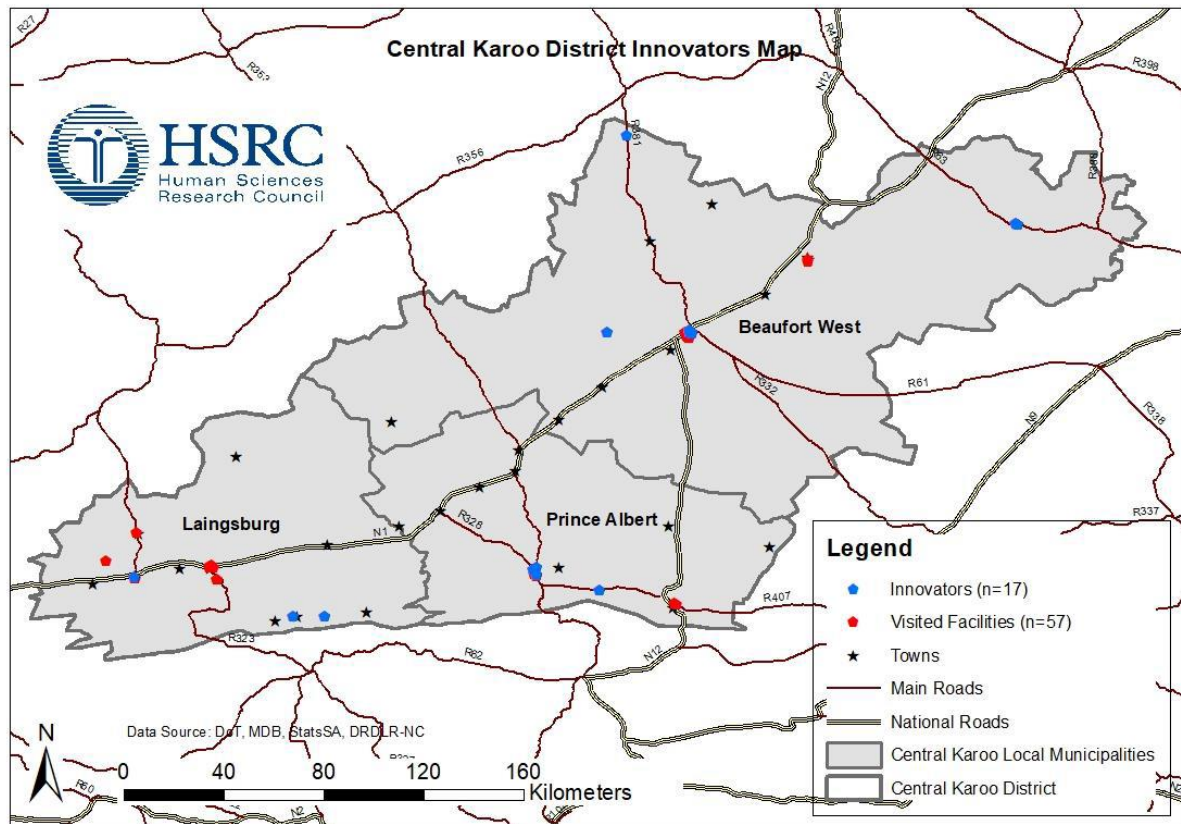 Central Karoo District Innovators Map
R27
R353
N12
R398
R381
R63
R356
HSRC
Human Sciences
Research Council
Beaufort West
R332
R61
N9
R338
Laingsburg
N1
R328
Prince Albert
R337
R407
R323
R62
N12
Legend
Innovators (n=17)
Visited Facilities (n=57)
Towns
Main Roads
National Roads
Central Karoo Local Municipalities
Central Karoo District
N
Data Source: DoT, MDB, StatsSA, DRDLR-NC
0 40 80 120 160
Kilometers
R60
N2